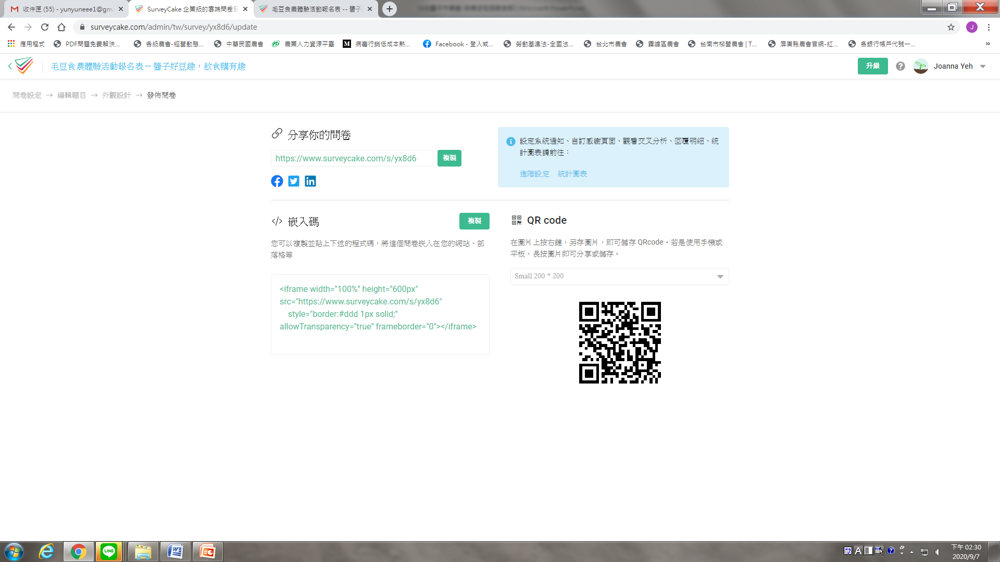 收件匣 (55) - yunyuneee1@gm
SurveyCake 企業級的雲端問卷服
毛豆食農體驗活動報名表 -- 醬子
surveycake.com/admin/tw/survey/yx8d6/update
應用程式
PDF問題免費解決...
各級農會-經營動態...
中華民國農會
農業人力資源平臺
病毒行銷低成本熱...
Facebook - 登入或...
勞動基準法-全國法...
台北市農會
霧峰區農會
台南市柳營農會 | T...
屏東縣農會官網-紅...
各銀行帳戶代號一...
毛豆食農體驗活動報名表 -- 醬子好豆趣，飲食購有趣
升級
Joanna Yeh
問卷設定 → 編輯題目 → 外觀設計 → 發佈問卷
分享你的問卷
https://www.surveycake.com/s/yx8d6
複製
設定系統通知、自訂感謝頁面、觀看交叉分析、回覆明細、統
計圖表請前往：
進階設定 統計圖表
嵌入碼
複製
您可以複製並貼上下述的程式碼，將這個問卷崁入在您的網站、部
落格等
<iframe width="100%" height="600px"
src="https://www.surveycake.com/s/yx8d6"
style="border:#ddd 1px solid;"
allowTransparency="true" frameborder="0"></iframe>
QR code
在圖片上按右鍵，另存圖片，即可儲存 QRcode。若是使用手機或
平板，長按圖片即可分享或儲存。
Small 200 * 200
LINE
下午 02:30
2020/9/7